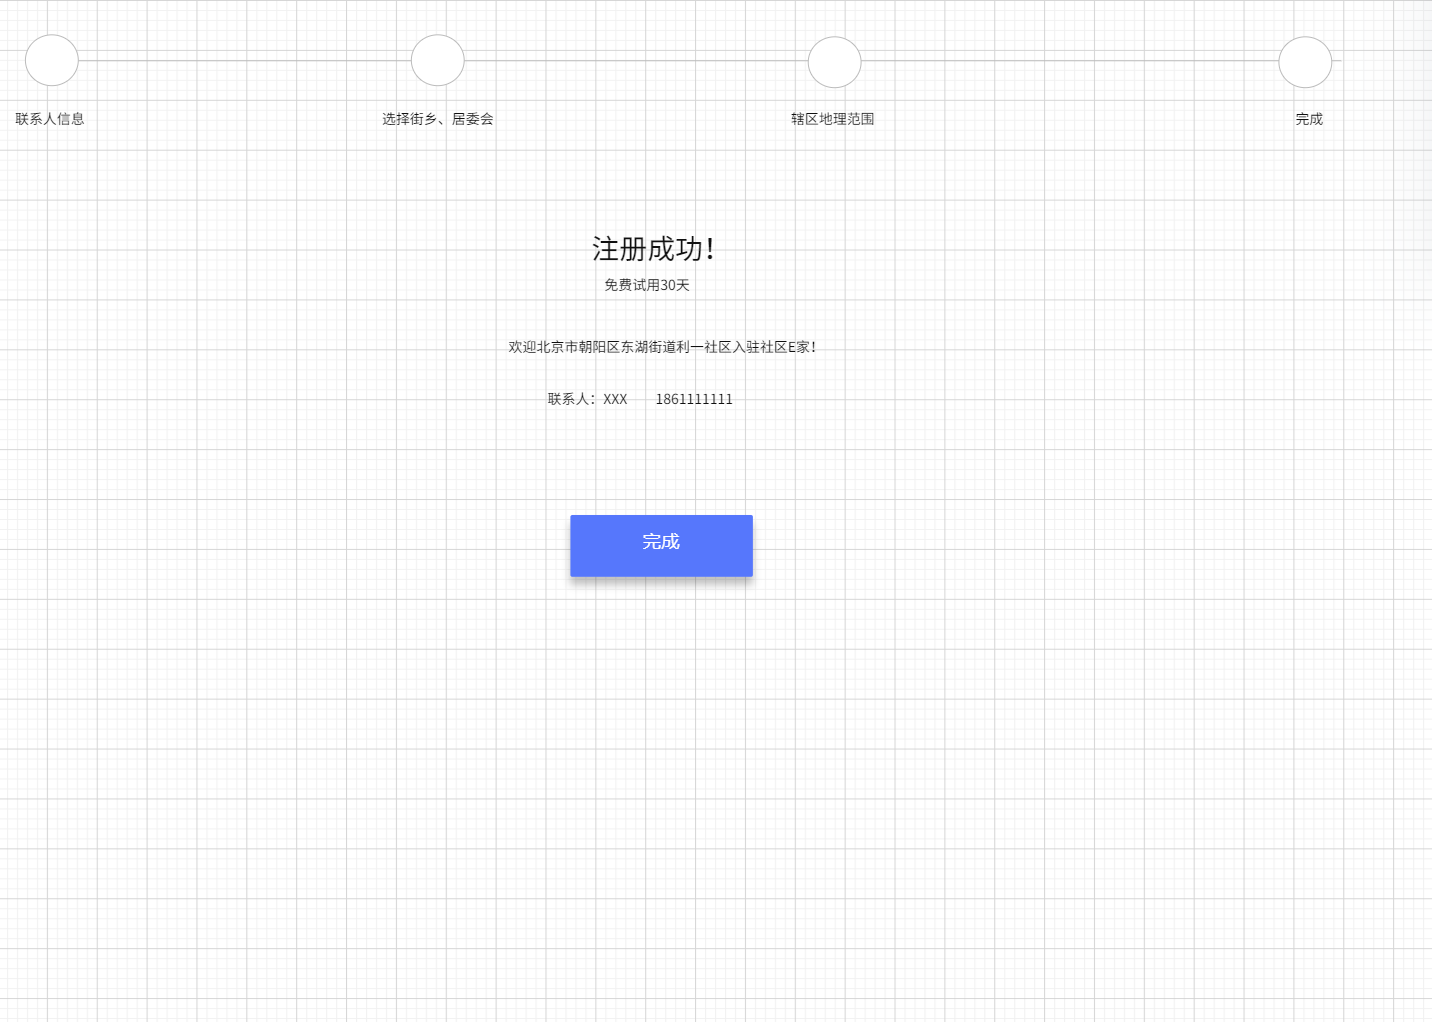 联系人信息 选择街乡、居委会 辖区地理范围 完成
注册成功！
免费试用30天
欢迎北京市朝阳区东湖街道利一社区入驻社区E家！
联系人：XXX 1861111111
完成